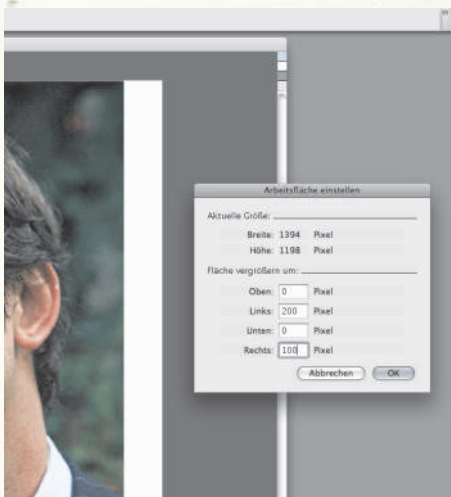 Arbeitsfläche einstellen
Aktuelle Größe:
Breite: 1394 Pixel
Höhe: 1198 Pixel
Fläche vergrößern um:
Oben: 0 Pixel
Links: 200 Pixel
Unten: 0 Pixel
Rechts: 100 Pixel
Abbrechen OK